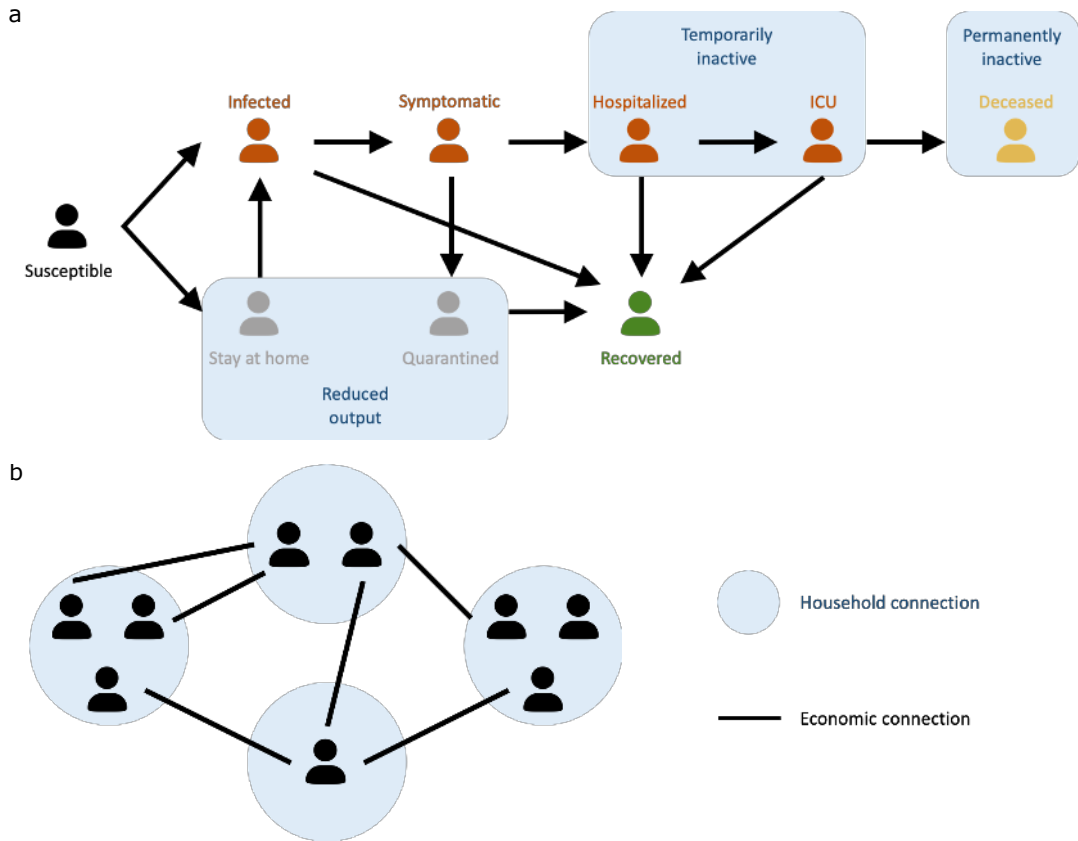 a
Temporarily
inactive
Permanently
inactive
Infected
Symptomatic
Hospitalized
ICU
Deceased
Susceptible
Stay at home
Quarantined
Recovered
Reduced
output
b
Household connection
Economic connection